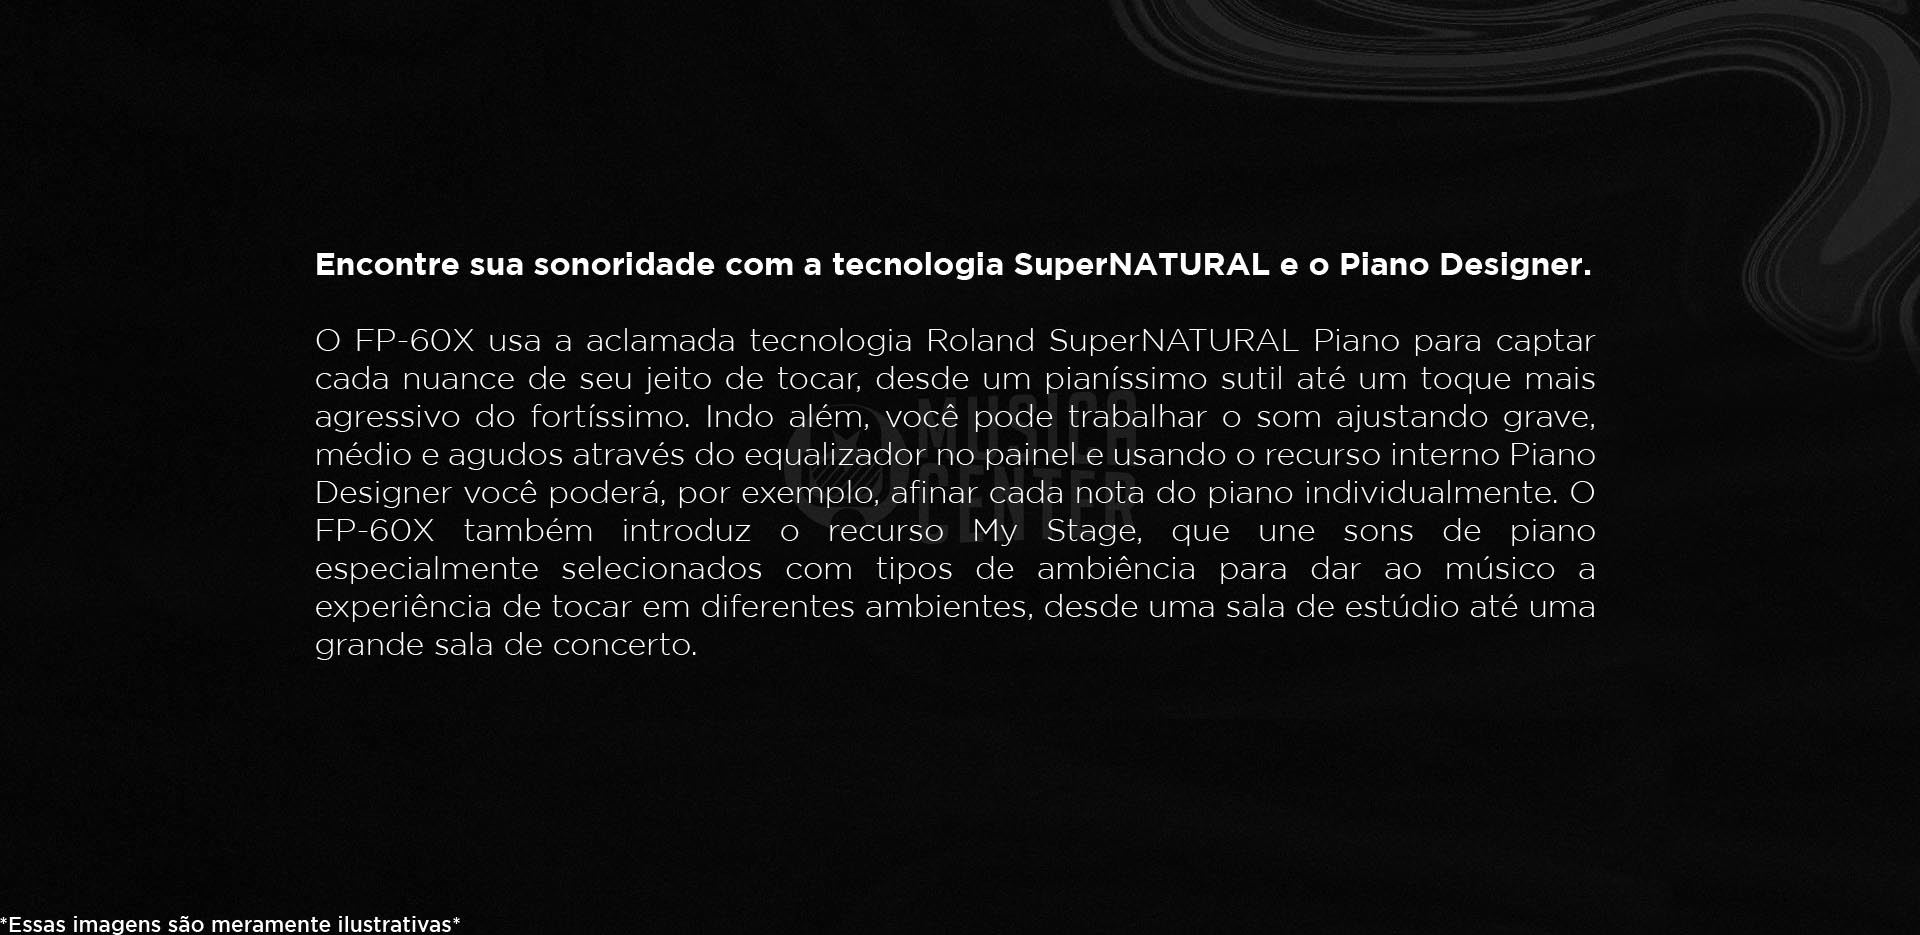 Encontre sua sonoridade com a tecnologia SuperNATURAL e o Piano Designer.
O FP-60X usa a aclamada tecnologia Roland SuperNATURAL Piano para captar
cada nuance de seu jeito de tocar, desde um pianíssimo sutil até um toque mais
agressivo do fortíssimo. Indo além, você pode trabalhar o som ajustando grave,
médio e agudos através do equalizador no painel e usando o recurso interno Piano
Designer você poderá, por exemplo, afinar cada nota do piano individualmente. O
FP-60X também introduz o recurso My Stage, que une sons de piano
especialmente selecionados com tipos de ambiência para dar ao músico a
experiência de tocar em diferentes ambientes, desde uma sala de estúdio até uma
grande sala de concerto.
MUSICAL
CENTER
*Essas imagens são meramente ilustrativas*